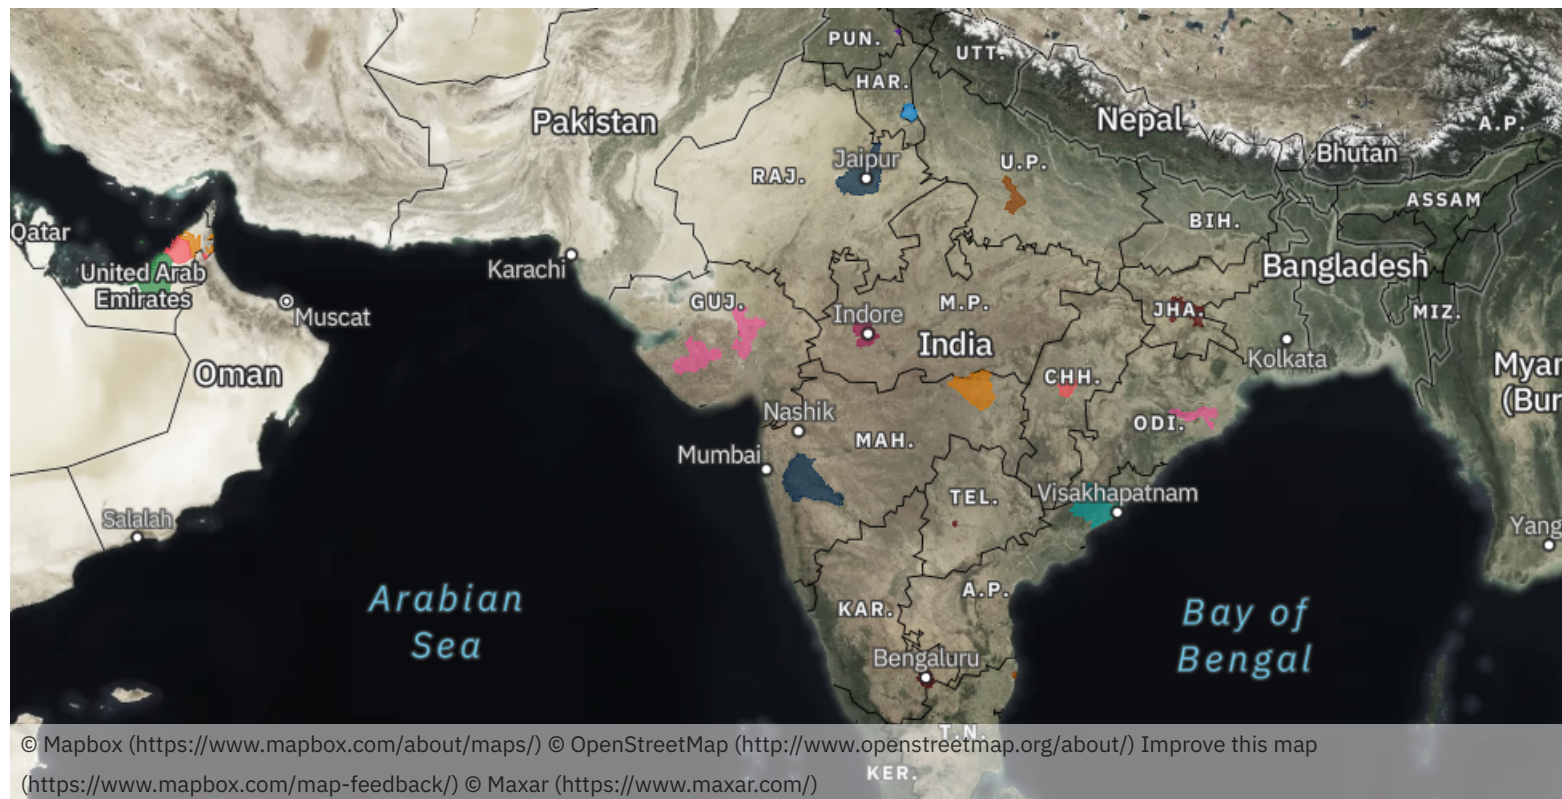 PUN.
UTT.
HAR.
Pakistan
Nepal
A.P.
Bhutan
Jaipur
U.P.
RAJ.
ASSAM
BIH.
Qatar
Karachi
Bangladesh
United Arab
Emirates
GUJ.
M.P.
JHA.
MIZ.
Muscat
Indore
India
Kolkata
Oman
CHH.
Myar
(Bur
Nashik
ODI.
MAH.
Mumbai
TEL.
Visakhapatnam
Salalah
Yang
Arabian
Sea
A.P.
KAR.
Bay of
Bengal
Bengaluru
T.N.
© Mapbox (https://www.mapbox.com/about/maps/) © OpenStreetMap (http://www.openstreetmap.org/about/) Improve this map
(https://www.mapbox.com/map-feedback/) © Maxar (https://www.maxar.com/)
KER.